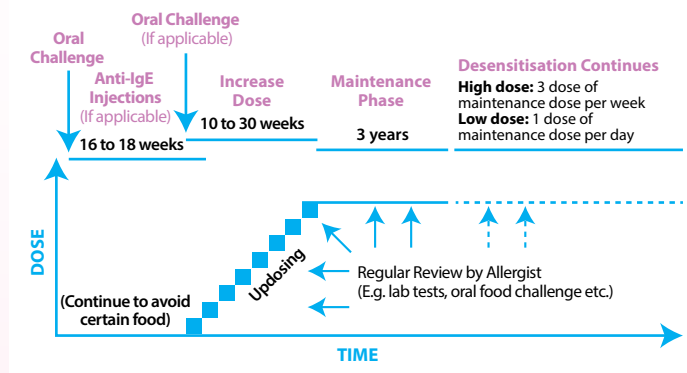 Oral Challenge
(If applicable)
Oral
Challenge
Anti-IgE
Injections
(If applicable)
16 to 18 weeks
Increase
Dose
10 to 30 weeks
Maintenance
Phase
3 years
Desensitisation Continues
High dose: 3 dose of
maintenance dose per week
Low dose: 1 dose of
maintenance dose per day
DOSE
(Continue to avoid
certain food)
Updosing
Regular Review by Allergist
(E.g. lab tests, oral food challenge etc.)
TIME